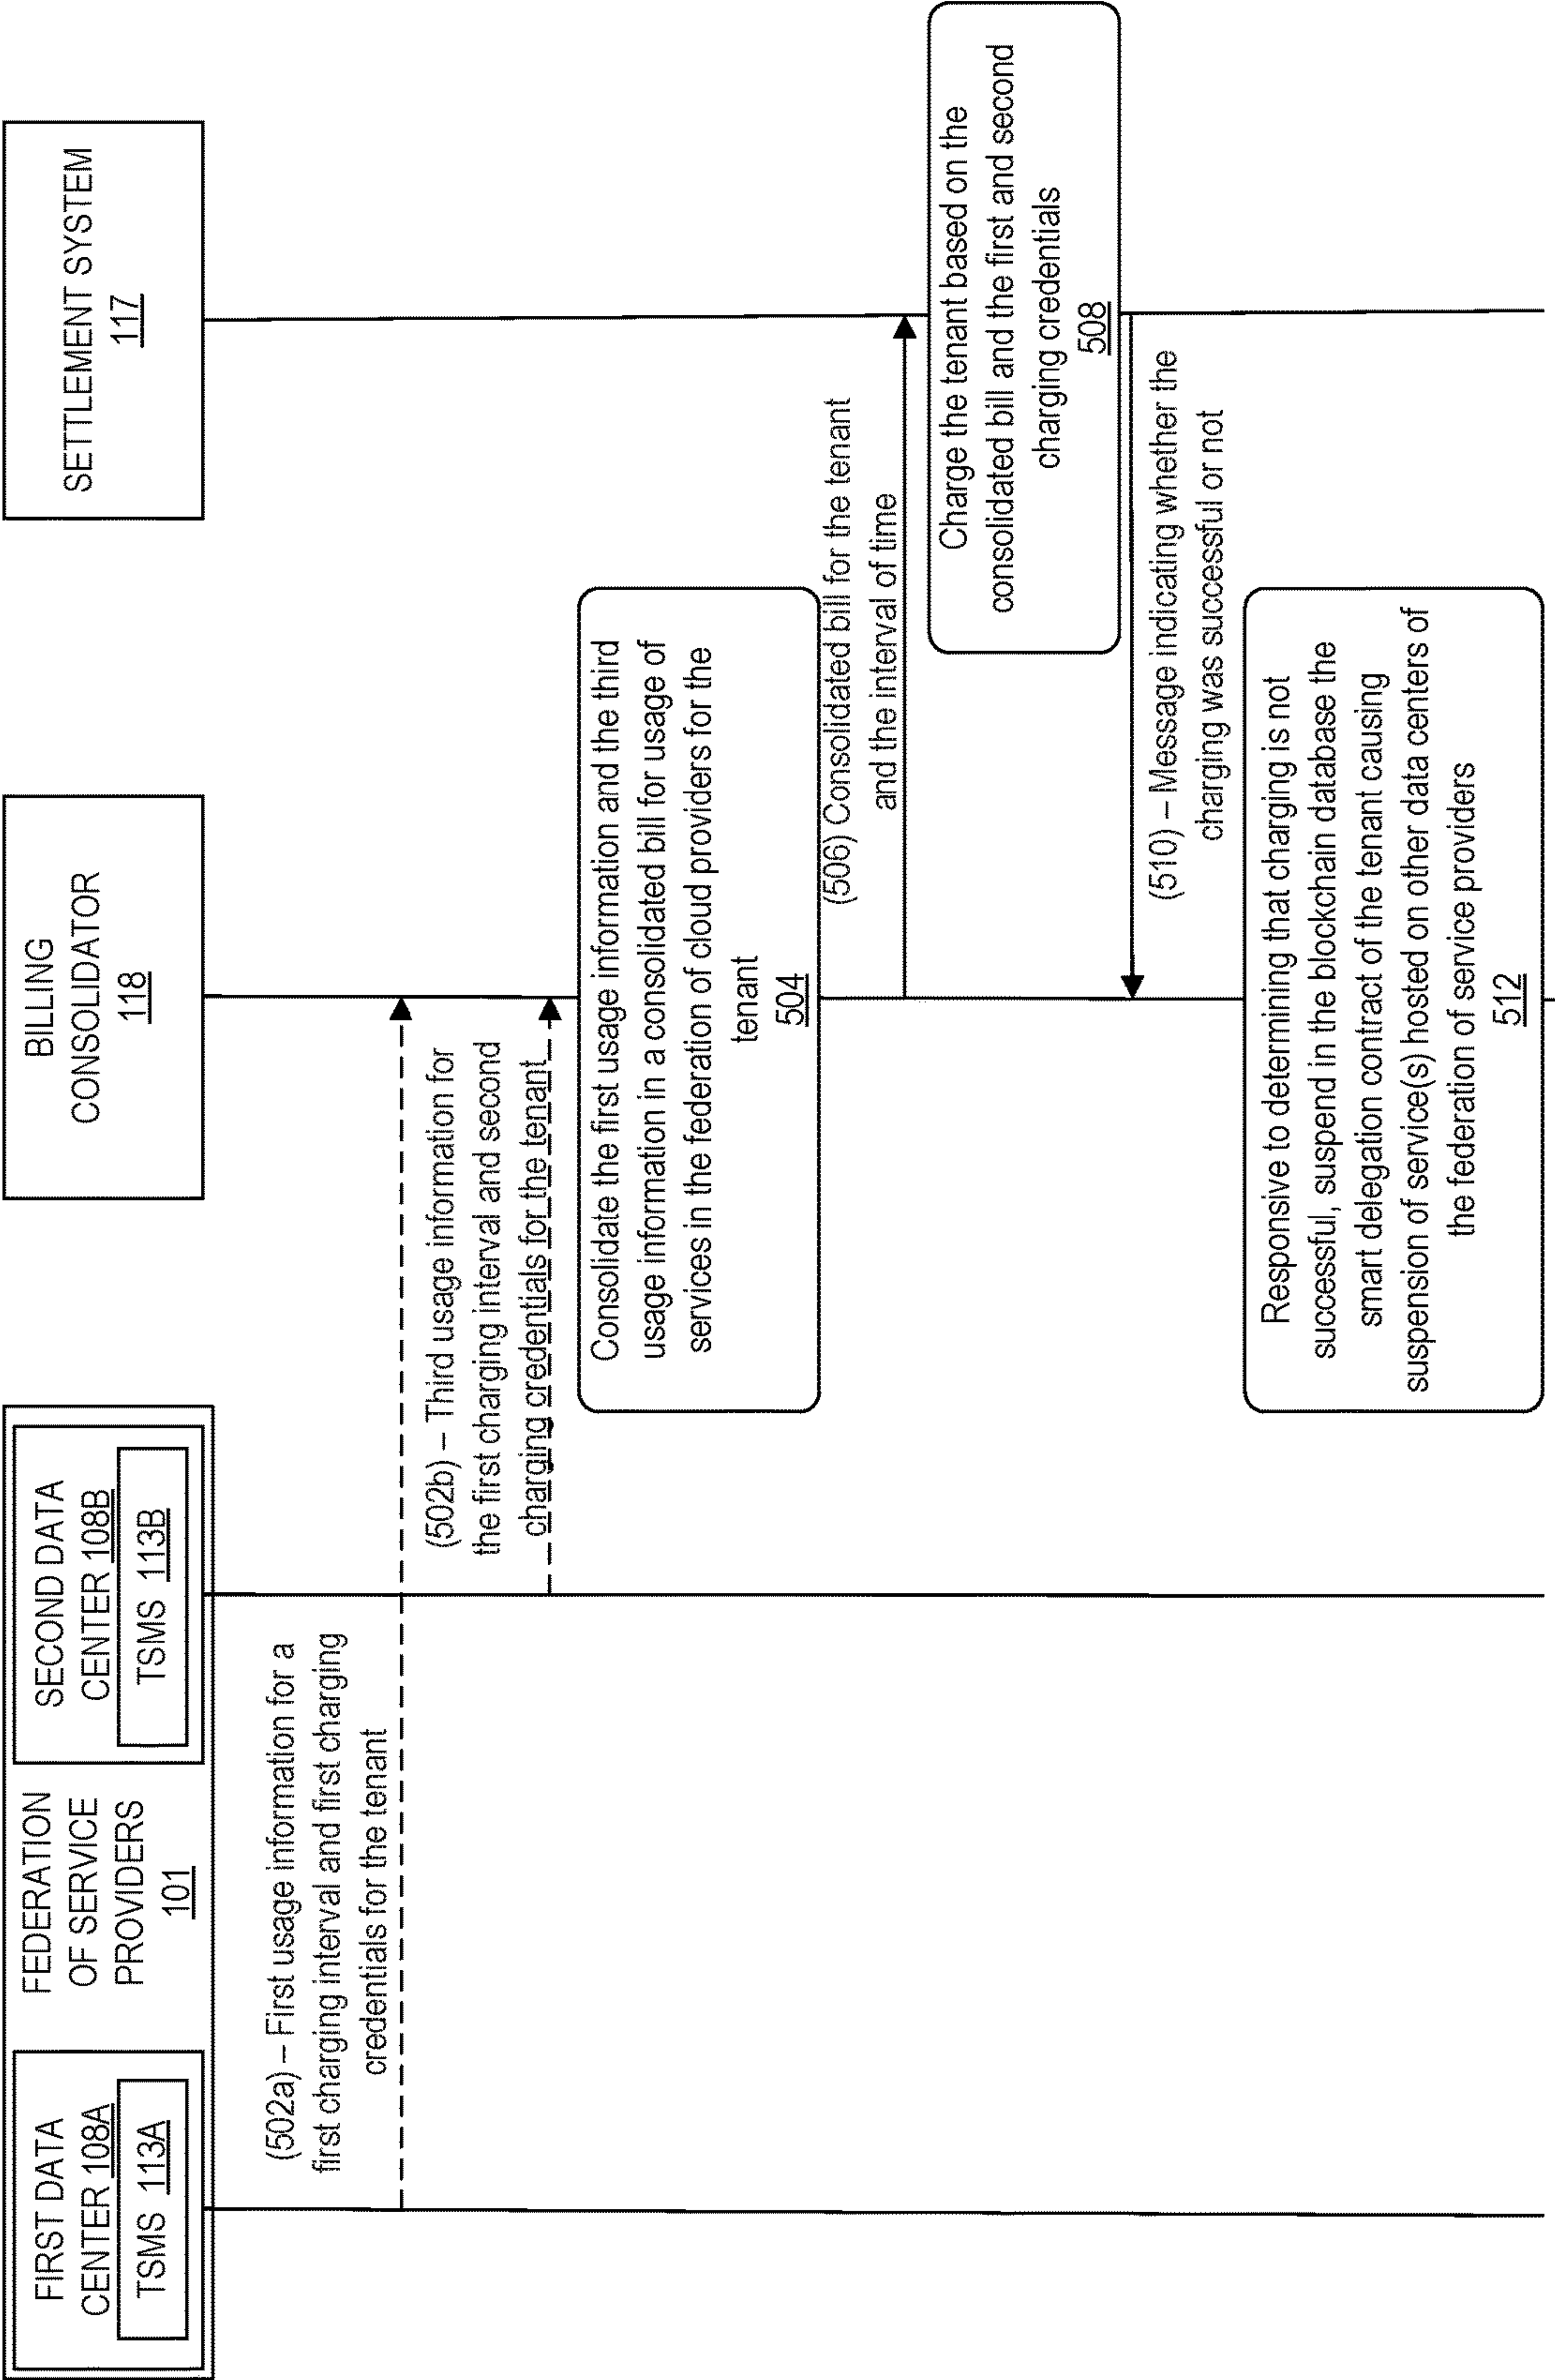 FIRST DATA
CENTER 108A
TSMS 113A
FEDERATION
OF SERVICE
PROVIDERS
101
SECOND DATA
CENTER 108B
TSMS 113B
BILLING
CONSOLIDATOR
118
SETTLEMENT SYSTEM
117
(502a) – First usage information for a
first charging interval and first charging
credentials for the tenant
(502b) – Third usage information for
the first charging interval and second
charging credentials for the tenant
Consolidate the first usage information and the third
usage information in a consolidated bill for usage of
services in the federation of cloud providers for the
tenant
504
(506) Consolidated bill for the tenant
and the interval of time
Charge the tenant based on the
consolidated bill and the first and second
charging credentials
508
(510) – Message indicating whether the
charging was successful or not
Responsive to determining that charging is not
successful, suspend in the blockchain database the
smart delegation contract of the tenant causing
suspension of service(s) hosted on other data centers of
the federation of service providers
512